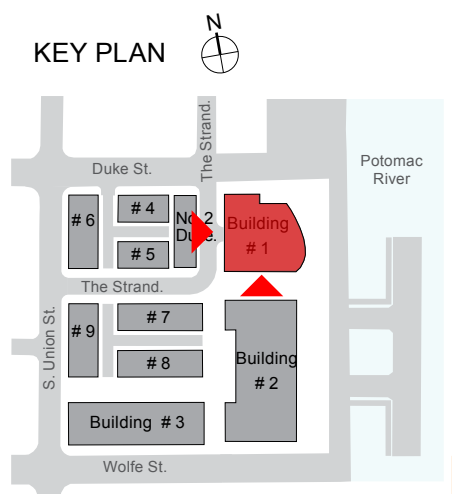 N
KEY PLAN
The Strand.
Duke St.
Potomac
River
# 6
# 4
No. 2
Duke.
Building
# 1
# 5
The Strand.
S. Union St.
# 9
# 7
# 8
Building
# 2
Building # 3
Wolfe St.